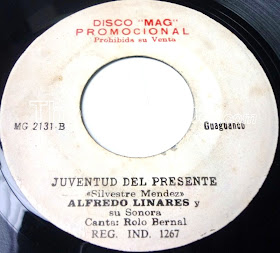 DISCO "MAG"
PROMOCIONAL
Prohibida su Venta
MG 2131-B
Guaguanco
JUVENTUD DEL PRESENTE
«Silvestre Mendez»
ALFREDO LINARES y
su Sonora
Canta: Rolo Bernal
REG. IND. 1267